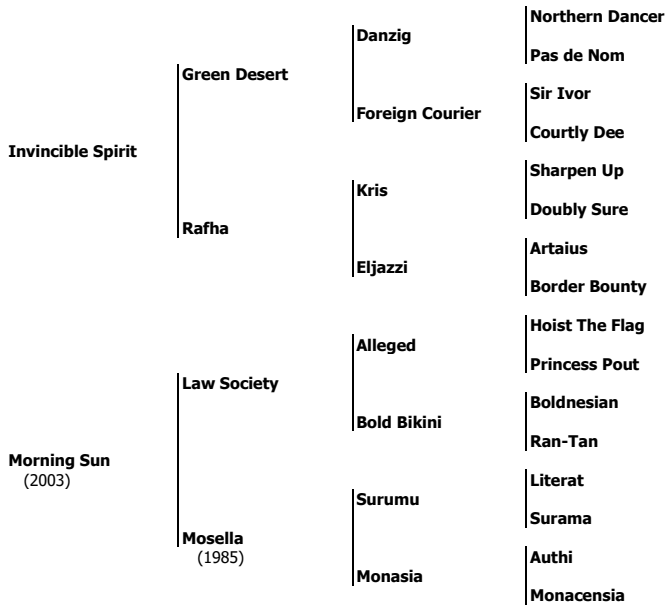 Northern Dancer
Danzig
Pas de Nom
Green Desert
Sir Ivor
Foreign Courier
Courtly Dee
Invincible Spirit
Sharpen Up
Kris
Doubly Sure
Rafha
Artaius
Eljazzi
Border Bounty
Hoist The Flag
Alleged
Princess Pout
Law Society
Boldnesian
Bold Bikini
Ran-Tan
Morning Sun
(2003)
Literat
Surumu
Surama
Mosella
(1985)
Authi
Monasia
Monacensia